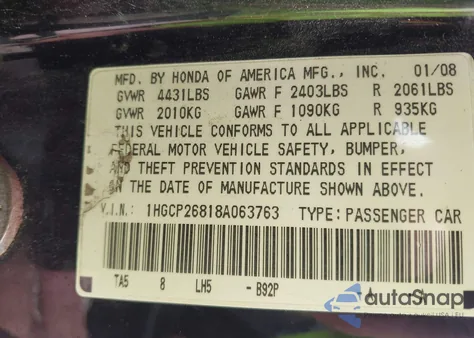 MFD. BY HONDA OF AMERICA MFG., INC. 01/08
GVWR 4431LBS GAWR F 2403LBS R 2061LBS
GVWR 2010KG GAWR F 1090KG R 935KG
THIS VEHICLE CONFORMS TO ALL APPLICABLE
FEDERAL MOTOR VEHICLE SAFETY, BUMPER,
AND THEFT PREVENTION STANDARDS IN EFFECT
ON THE DATE OF MANUFACTURE SHOWN ABOVE.
V.I.N.: 1HGCP26818A063763 TYPE:PASSENGER CAR
TA5 8 LH5 -B92P
autoSnap